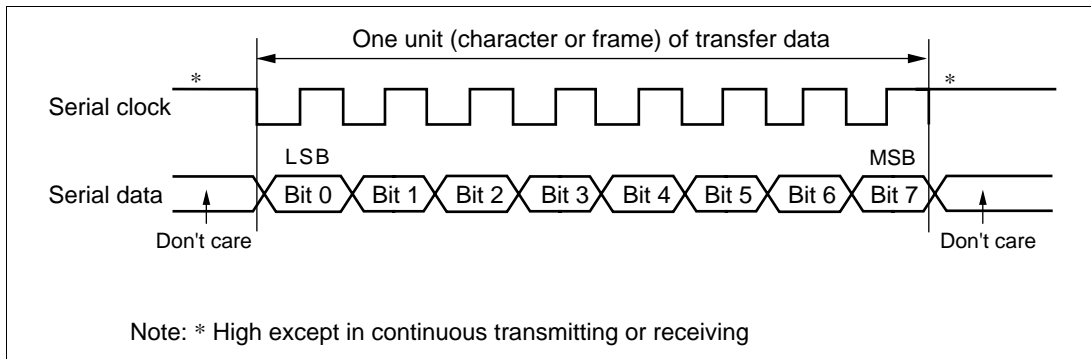 One unit (character or frame) of transfer data
* *
Serial clock
LSB MSB
Serial data Bit 0 Bit 1 Bit 2 Bit 3 Bit 4 Bit 5 Bit 6 Bit 7
Don't care Don't care
Note: * High except in continuous transmitting or receiving